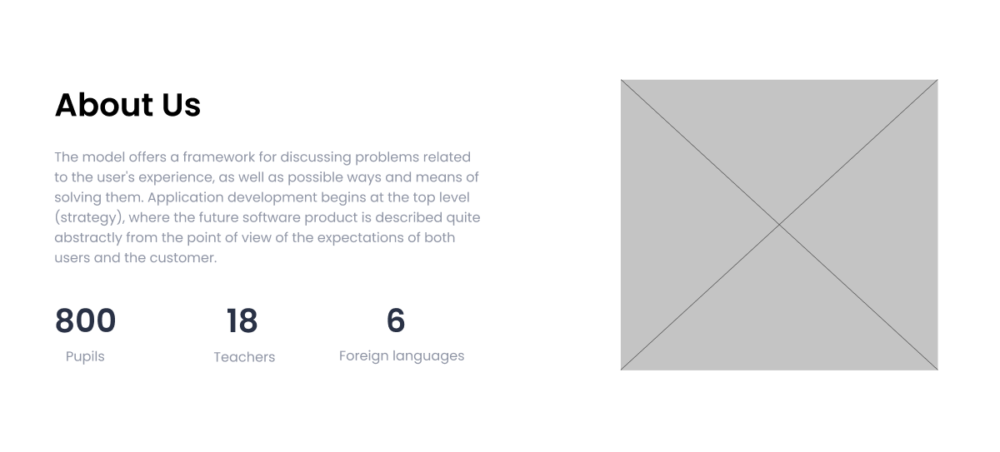 About Us
The model offers a framework for discussing problems related
to the user's experience, as well as possible ways and means of
solving them. Application development begins at the top level
(strategy), where the future software product is described quite
abstractly from the point of view of the expectations of both
users and the customer.
800
Pupils
18
Teachers
6
Foreign languages